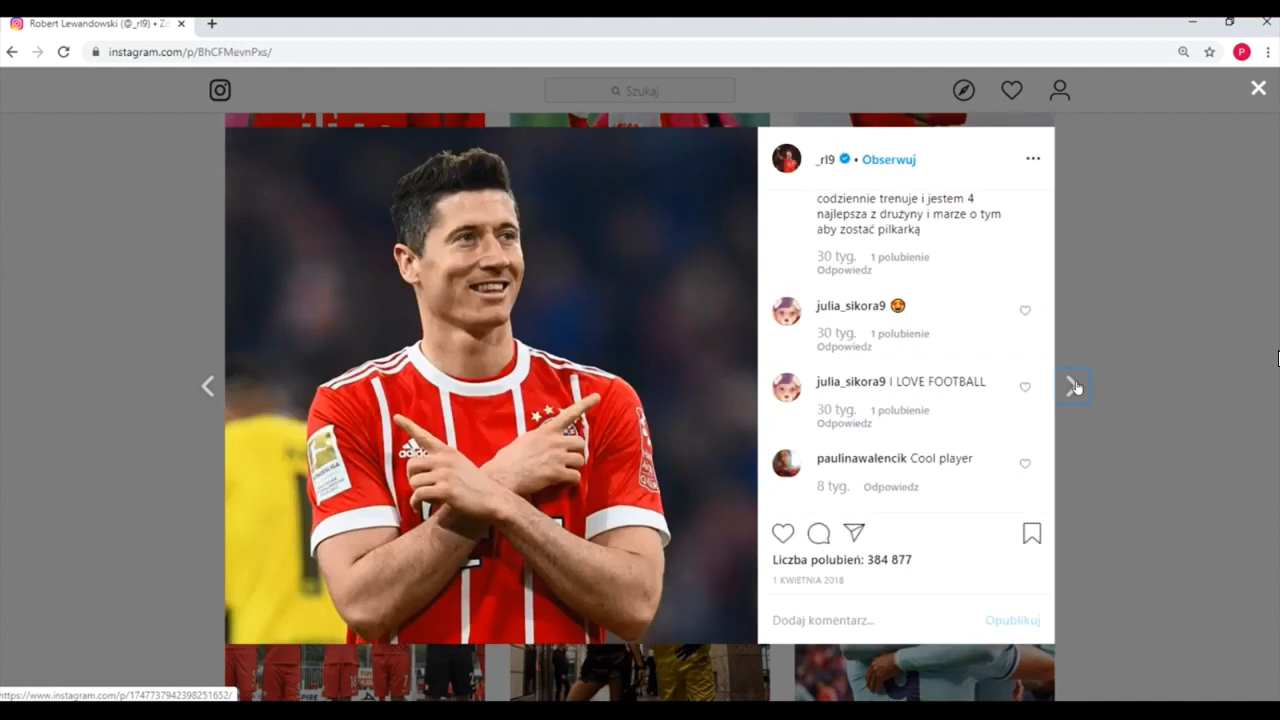 Robert Lewandowski (@_rl9) • Zd
instagram.com/p/BhCFMevnPxs/
P
Szukaj
_rl9 • Obserwuj
codziennie trenuje i jestem 4
najlepsza z drużyny i marze o tym
aby zostać pilkarką
30 tyg. 1 polubienie
Odpowiedz
julia_sikora9 😍
30 tyg. 1 polubienie
Odpowiedz
julia_sikora9 I LOVE FOOTBALL
30 tyg. 1 polubienie
Odpowiedz
paulinawalencik Cool player
8 tyg. Odpowiedz
Liczba polubień: 384 877
1 KWIETNIA 2018
Dodaj komentarz... Opublikuj
adidas
https://www.instagram.com/p/1747737942398251652/